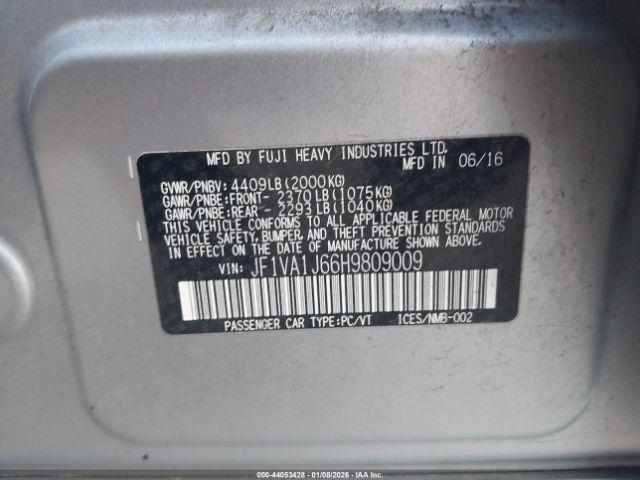 MFD BY FUJI HEAVY INDUSTRIES LTD.
MFD IN 06/16
GVWR/PNBV: 4409LB(2000KG)
GAWR/PNBE:FRONT- 2370LB(1075KG)
GAWR/PNBE:REAR - 2293LB(1040KG)
THIS VEHICLE CONFORMS TO ALL APPLICABLE FEDERAL MOTOR
VEHICLE SAFETY, BUMPER, AND THEFT PREVENTION STANDARDS
IN EFFECT ON THE DATE OF MANUFACTURE SHOWN ABOVE.
VIN: JF1VA1J66H9809009
PASSENGER CAR TYPE:PC/VT ICES/NMB-002
000-44053428 - 01/08/2026 - IAAI.COM